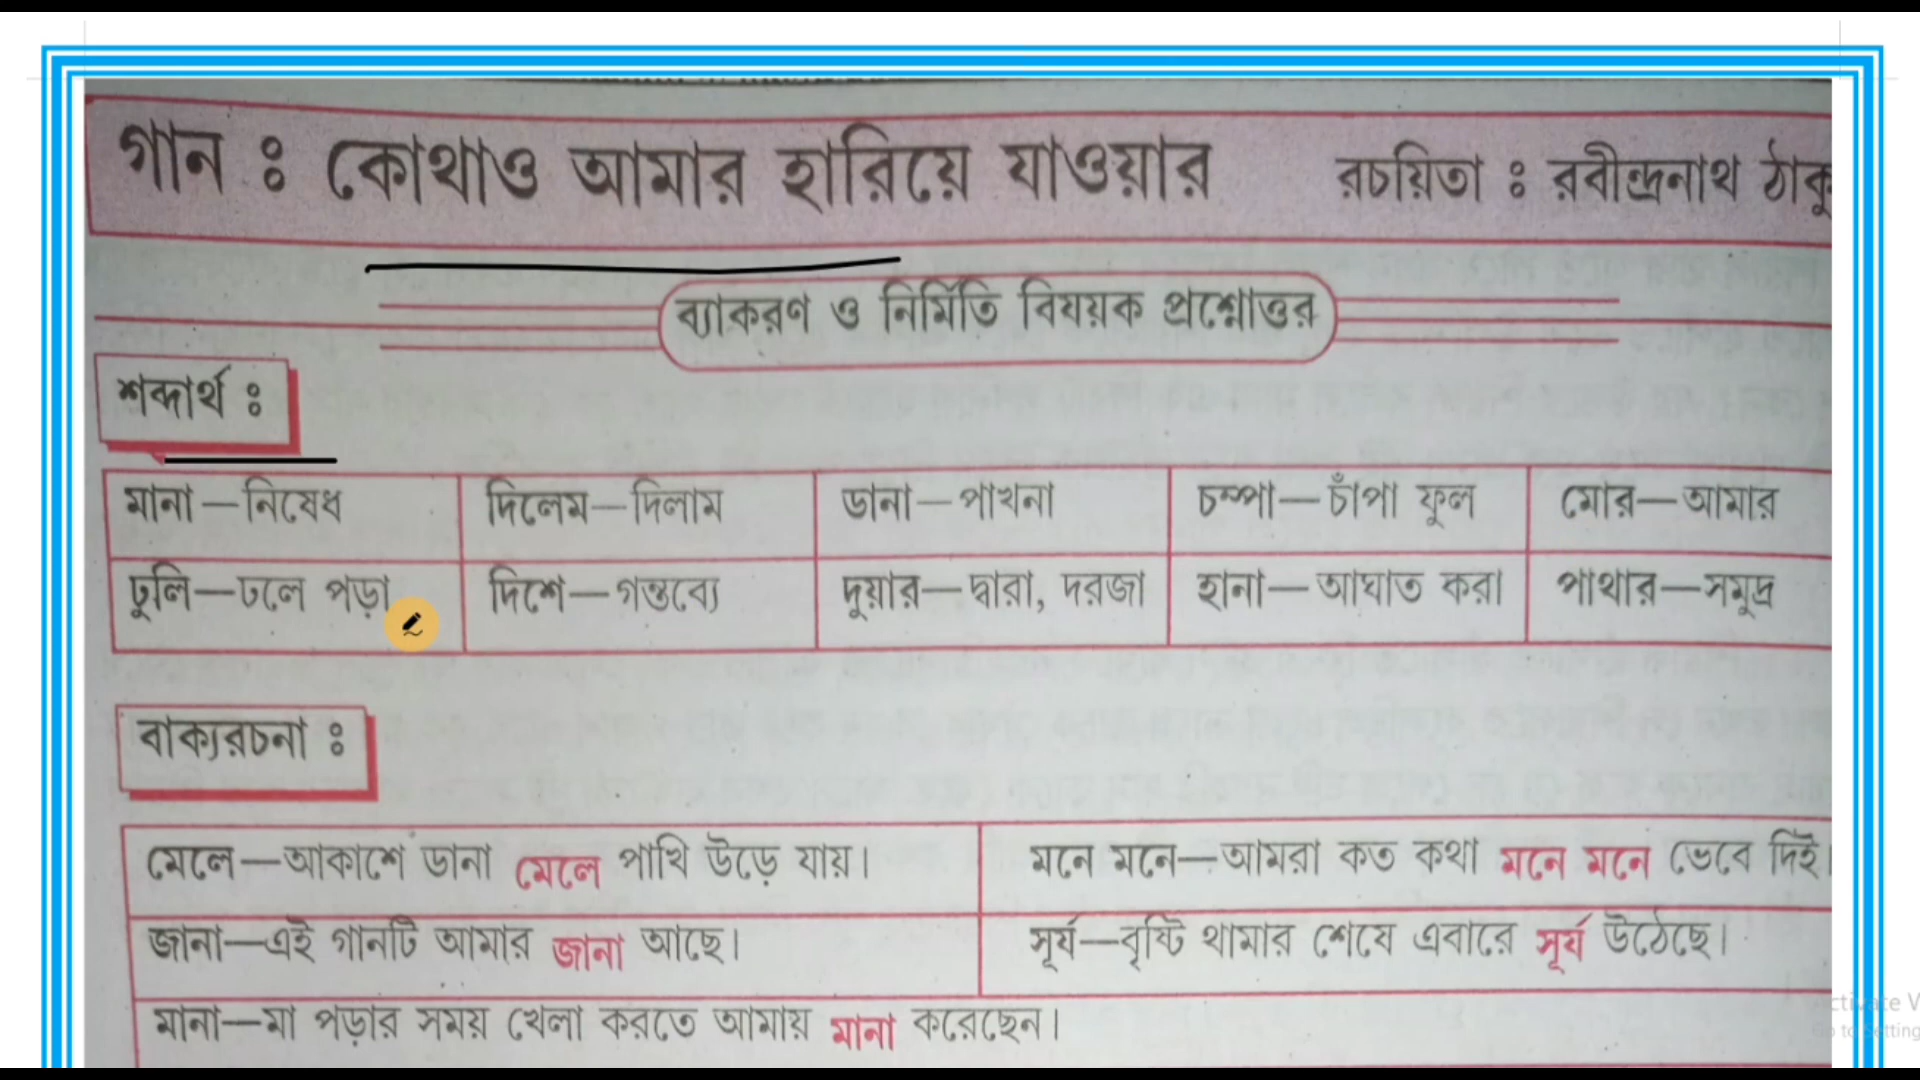 গান ঃ কোথাও আমার হারিয়ে যাওয়ার রচয়িতা ঃ রবীন্দ্রনাথ ঠাকু
ব্যাকরণ ও নির্মিতি বিষয়ক প্রশ্নোত্তর
শব্দার্থ ঃ
মানা—নিষেধ দিলেম—দিলাম ডানা—পাখনা চম্পা—চাঁপা ফুল মোর—আমার
ঢুলি—ঢলে পড়া দিশে—গন্তব্যে দুয়ার—দ্বারা, দরজা হানা—আঘাত করা পাথার—সমুদ্র
বাক্যরচনা ঃ
মেলে—আকাশে ডানা মেলে পাখি উড়ে যায়। মনে মনে—আমরা কত কথা মনে মনে ভেবে দিই।
জানা—এই গানটি আমার জানা আছে। সূর্য—বৃষ্টি থামার শেষে এবারে সূর্য উঠেছে।
মানা—মা পড়ার সময় খেলা করতে আমায় মানা করেছেন।